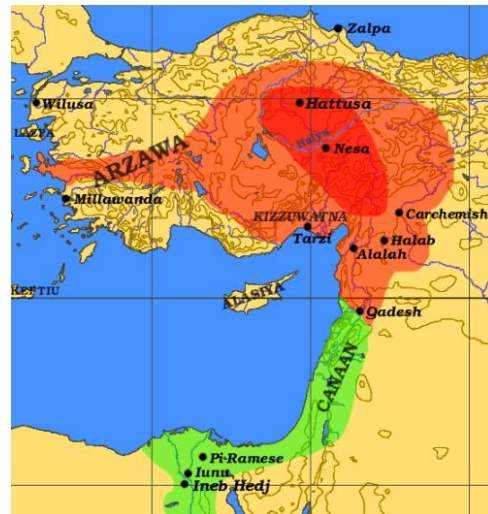 Zalpa
Wilusa
Hattusa
LAZPA
Halys
Nesa
ARZAWA
Millawanda
KIZZUWATNA
Carchemish
Tarzi
Halab
Alalah
KEFTIU
ALASIYA
Qadesh
CANAAN
Pi-Ramese
Iunu
Ineb Hedj